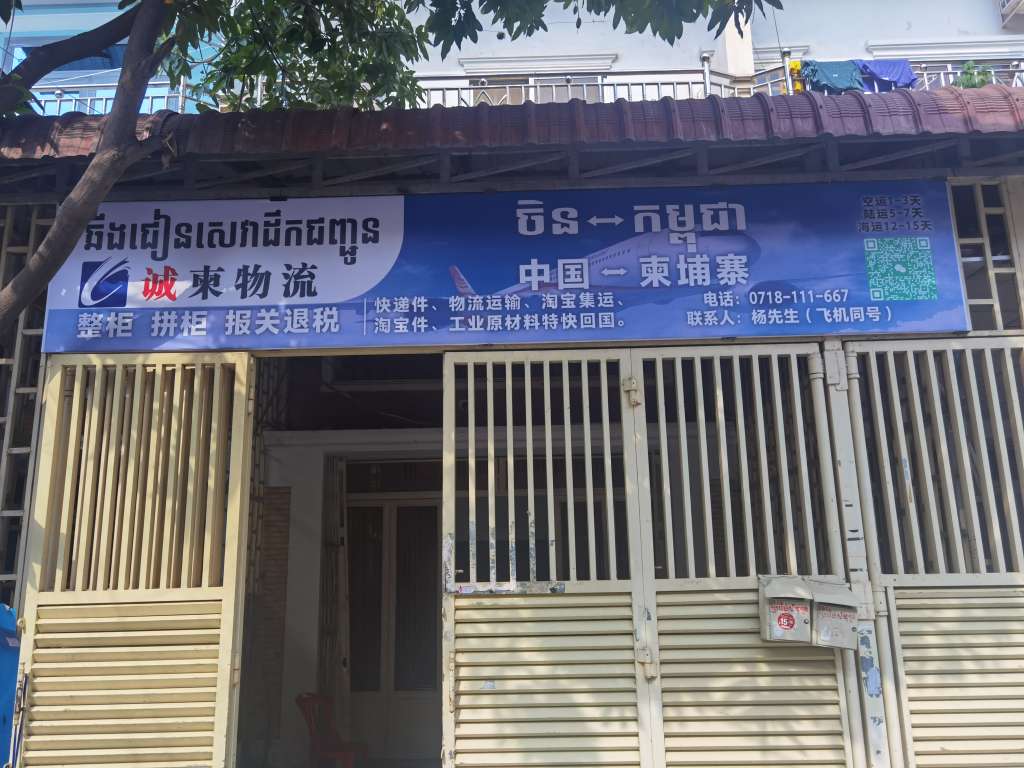 ធីងជៀនសេវាដឹកជញ្ជូន
诚柬物流
整柜 拼柜 报关退税
快递件、物流运输、淘宝集运、
淘宝件、工业原材料特快回国。
ចិន↔កម្ពុជា
中国↔柬埔寨
电话：0718-111-667
联系人：杨先生（飞机同号）
空运1-3天
陆运5-7天
海运12-15天